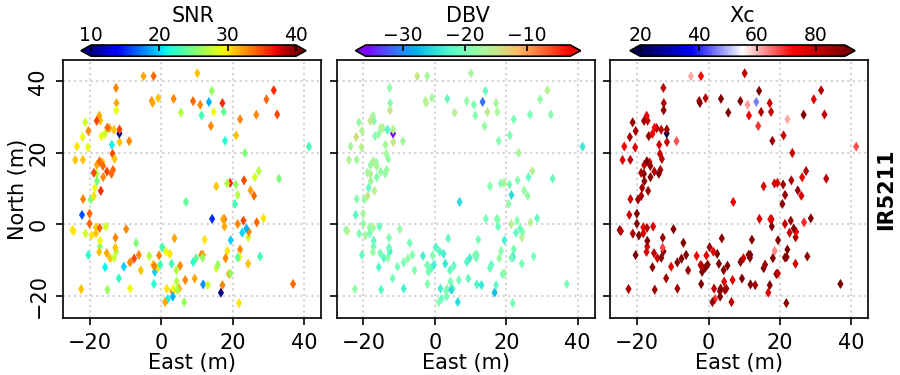 SNR DBV Xc
10 20 30 40 −30 −20 −10 20 40 60 80
40
20
0
−20
North (m)
IR5211
−20 0 20 40 −20 0 20 40 −20 0 20 40
East (m) East (m) East (m)